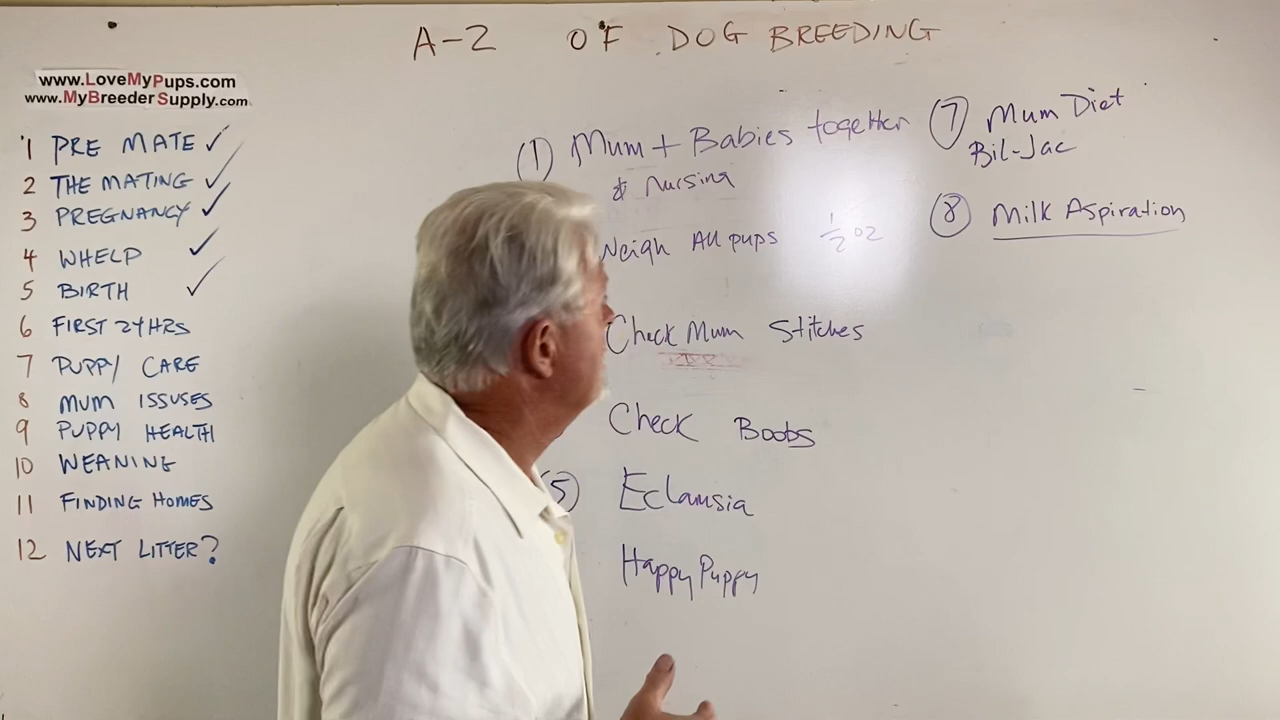 A-Z OF DOG BREEDING
www.LoveMyPups.com
www.MyBreederSupply.com
1 PRE MATE ✓
2 THE MATING ✓
3 PREGNANCY ✓
4 WHELP ✓
5 BIRTH ✓
6 FIRST 24HRS
7 PUPPY CARE
8 MUM ISSUSES
9 PUPPY HEALTH
10 WEANING
11 FINDING HOMES
12 NEXT LITTER?
(1) Mum + Babies together
& Nursing
Weigh All pups 1/2 oz
Check Mum Stitches
Check Boobs
(5) Eclamsia
Happy Puppy
(7) Mum Diet
Bil-Jac
(8) Milk Aspiration